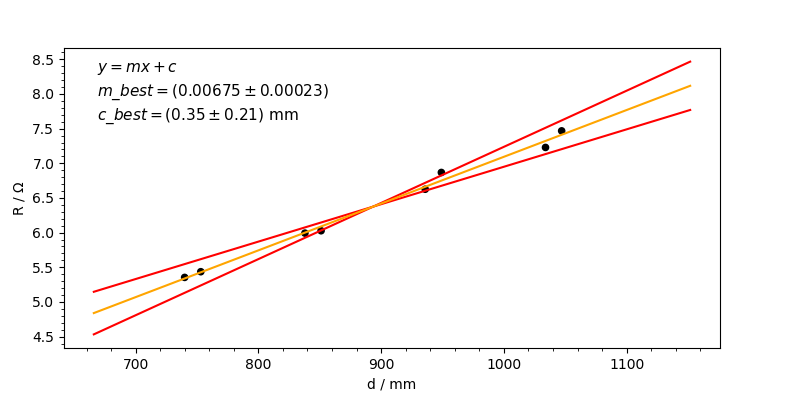 y = mx + c
m_best = (0.00675 ± 0.00023)
c_best = (0.35 ± 0.21) mm
8.5
8.0
7.5
7.0
6.5
6.0
5.5
5.0
4.5
R / Ω
700 800 900 1000 1100
d / mm